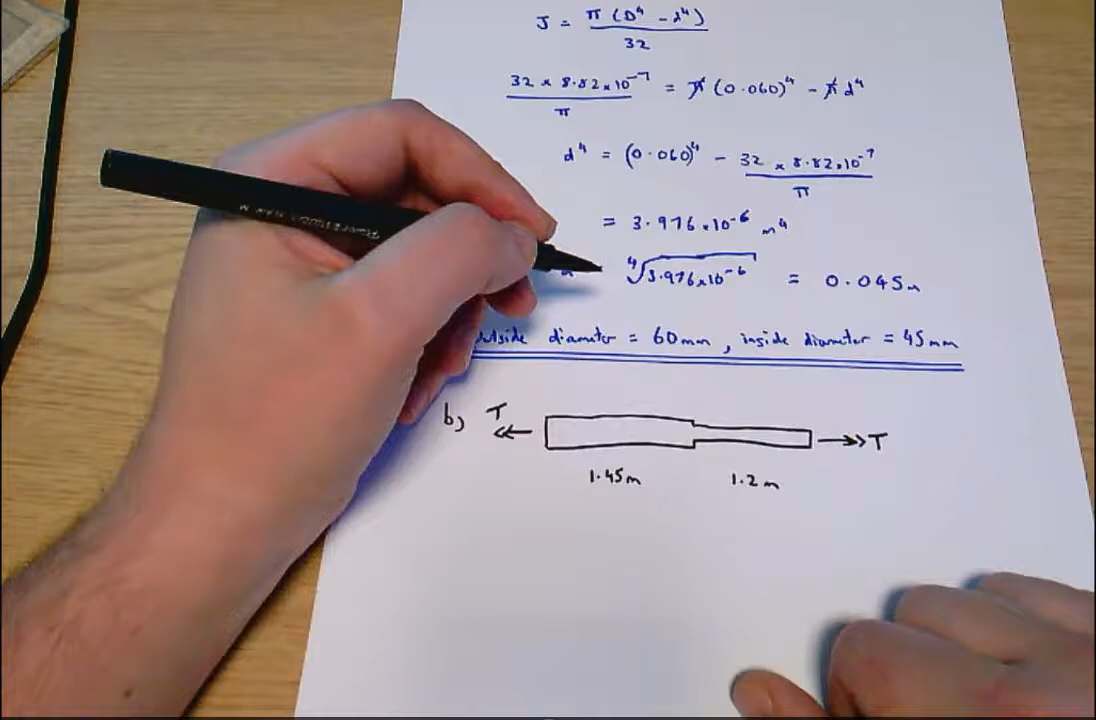 J = π (D⁴ - d⁴) / 32
32 × 8.82×10⁻⁷ / π = π (0.060)⁴ - π d⁴
d⁴ = (0.060)⁴ - 32 × 8.82×10⁻⁷ / π
= 3.976×10⁻⁶ m⁴
⁴√3.976×10⁻⁶ = 0.045m
outside diameter = 60mm, inside diameter = 45mm
b) T T
1.45m 1.2m